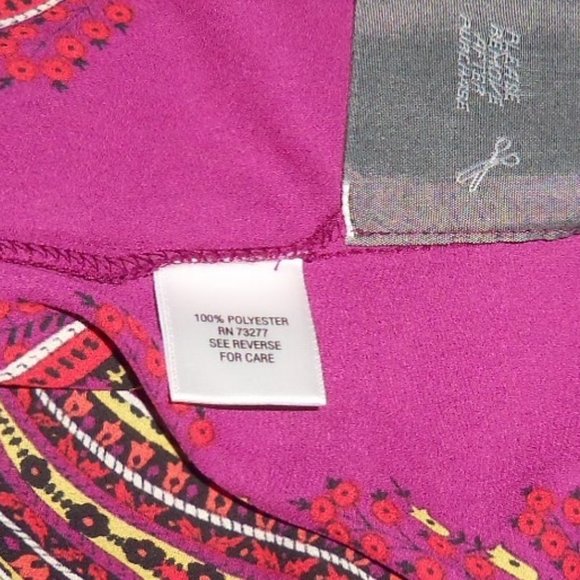 PLEASE
REMOVE
AFTER
PURCHASE
100% POLYESTER
RN 73277
SEE REVERSE
FOR CARE